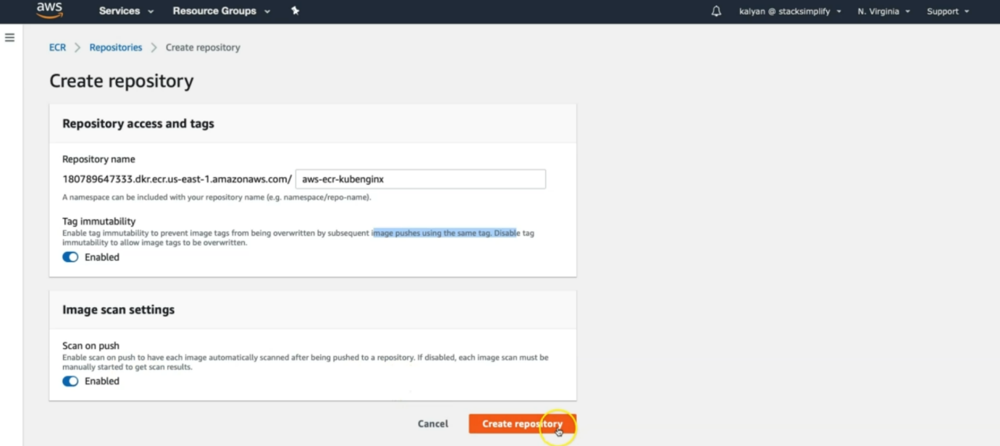 aws Services Resource Groups kalyan @ stacksimplify N. Virginia Support
ECR > Repositories > Create repository
Create repository
Repository access and tags
Repository name
180789647333.dkr.ecr.us-east-1.amazonaws.com/ aws-ecr-kubenginx
A namespace can be included with your repository name (e.g. namespace/repo-name).
Tag immutability
Enable tag immutability to prevent image tags from being overwritten by subsequent image pushes using the same tag. Disable tag
immutability to allow image tags to be overwritten.
Enabled
Image scan settings
Scan on push
Enable scan on push to have each image automatically scanned after being pushed to a repository. If disabled, each image scan must be
manually started to get scan results.
Enabled
Cancel Create repository